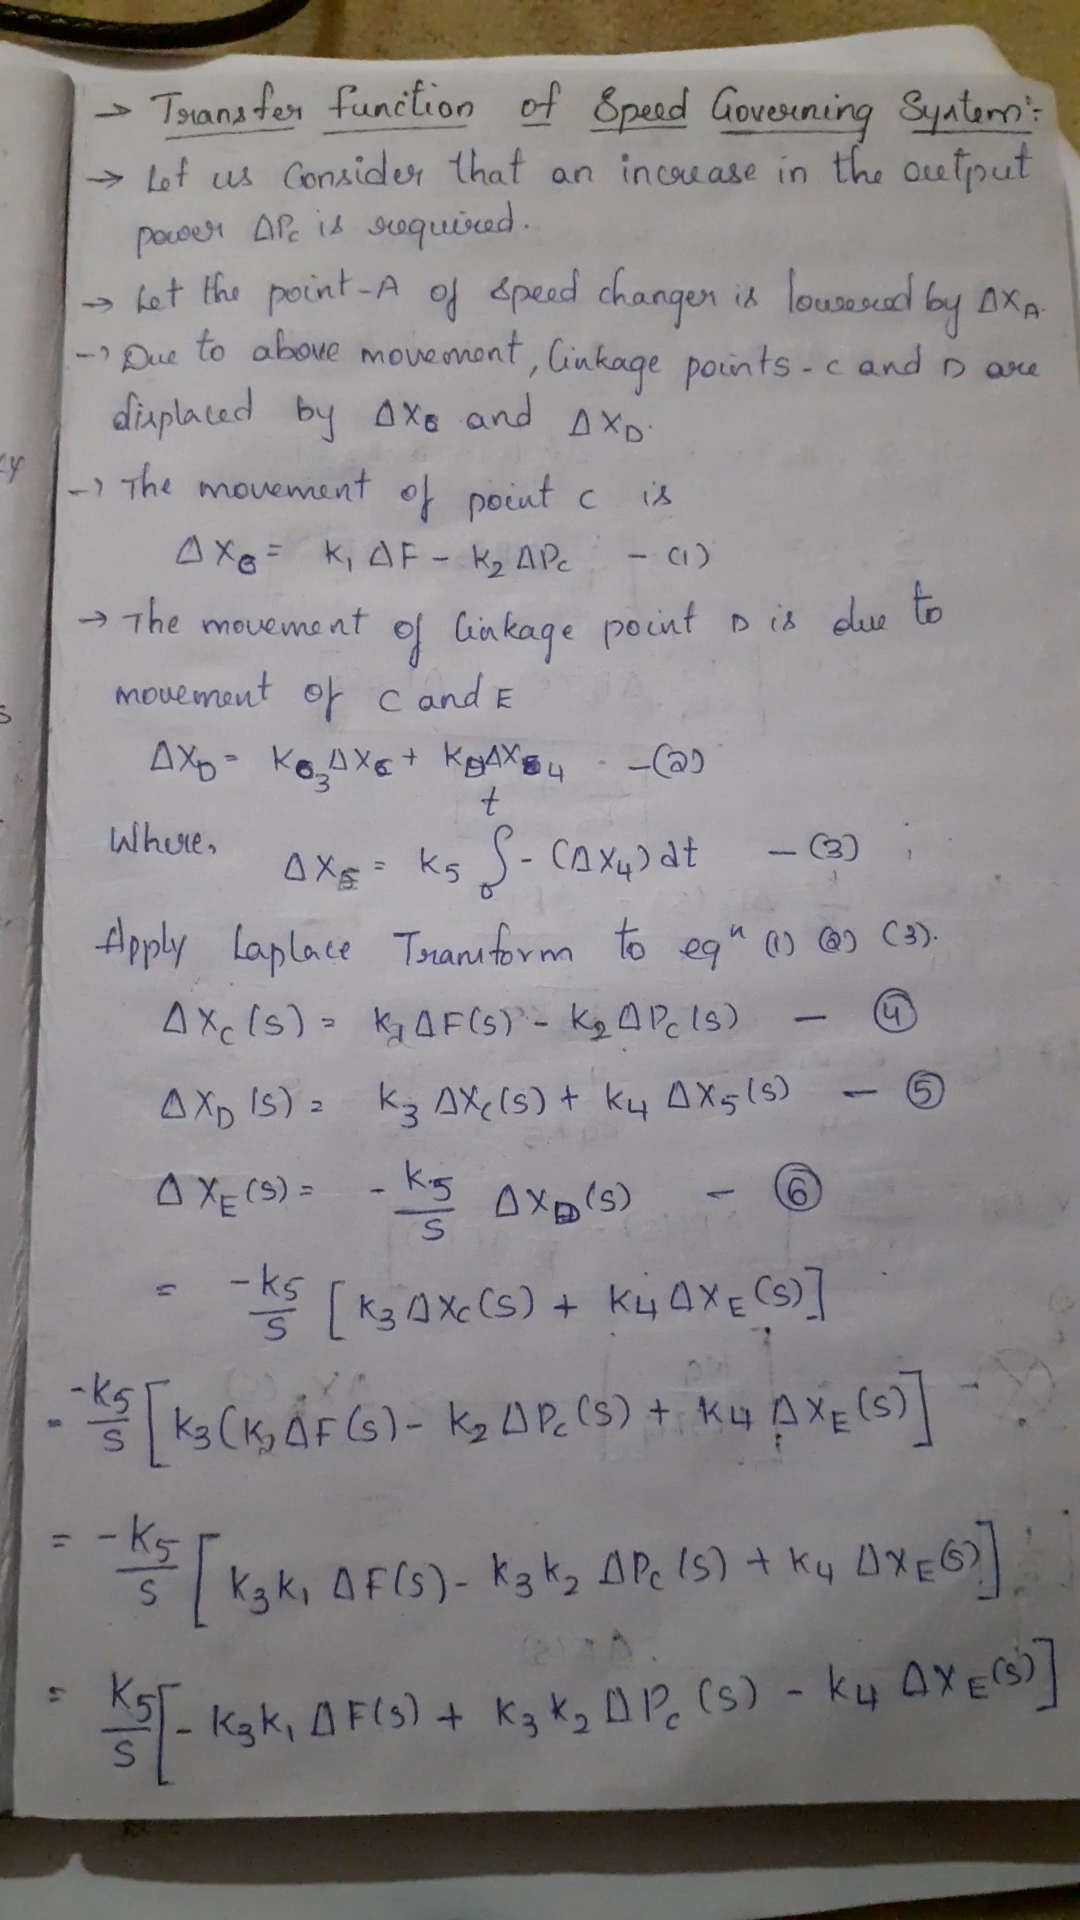 → Transfer function of Speed Governing System:-
→ Let us Consider that an increase in the output
power ΔPc is required.
→ Let the point-A of speed changer is lowered by ΔXA.
→ Due to above movement, linkage points - C and D are
displaced by ΔXC and ΔXD.
→ The movement of point C is
ΔXC = K1 ΔF - K2 ΔPc - (1)
→ The movement of linkage point D is due to
movement of C and E
ΔXD = K3 ΔXC + K ΔX4 - (2)
Where, ΔXE = K5 ∫0^t - (ΔX4) dt - (3)
Apply Laplace Transform to eqn (1) (2) (3).
ΔXC(S) = K1 ΔF(S) - K2 ΔPc(S) - ④
ΔXD(S) = K3 ΔXC(S) + K4 ΔX5(S) - ⑤
ΔXE(S) = - K5/S ΔXD(S) - ⑥
= -K5/S [K3 ΔXC(S) + K4 ΔXE(S)]
= -K5/S [K3(K1 ΔF(S) - K2 ΔPc(S) + K4 ΔXE(S)]
= -K5/S [K3K1 ΔF(S) - K3K2 ΔPc(S) + K4 ΔXE(S)]
= K5/S [- K3K1 ΔF(S) + K3K2 ΔPc(S) - K4 ΔXE(S)]